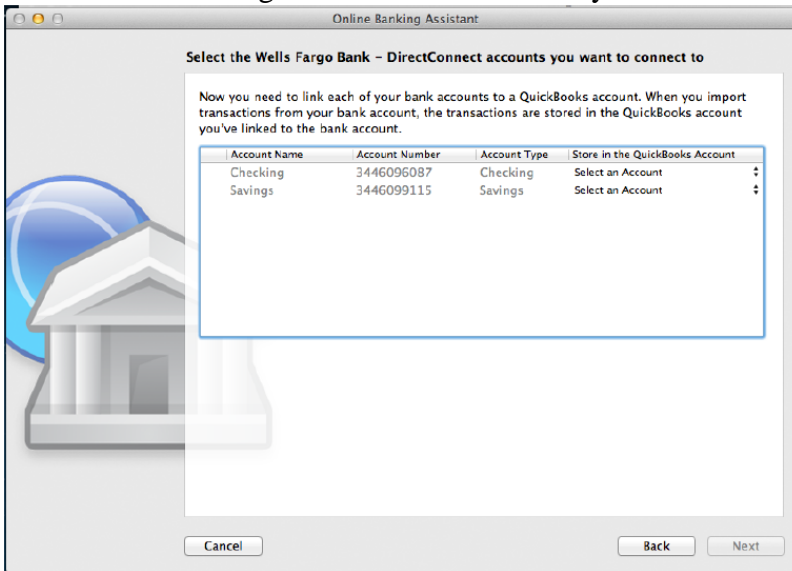 Online Banking Assistant
Select the Wells Fargo Bank – DirectConnect accounts you want to connect to
Now you need to link each of your bank accounts to a QuickBooks account. When you import
transactions from your bank account, the transactions are stored in the QuickBooks account
you've linked to the bank account.
Account Name Account Number Account Type Store in the QuickBooks Account
Checking 3446096087 Checking Select an Account
Savings 3446099115 Savings Select an Account
Cancel Back Next